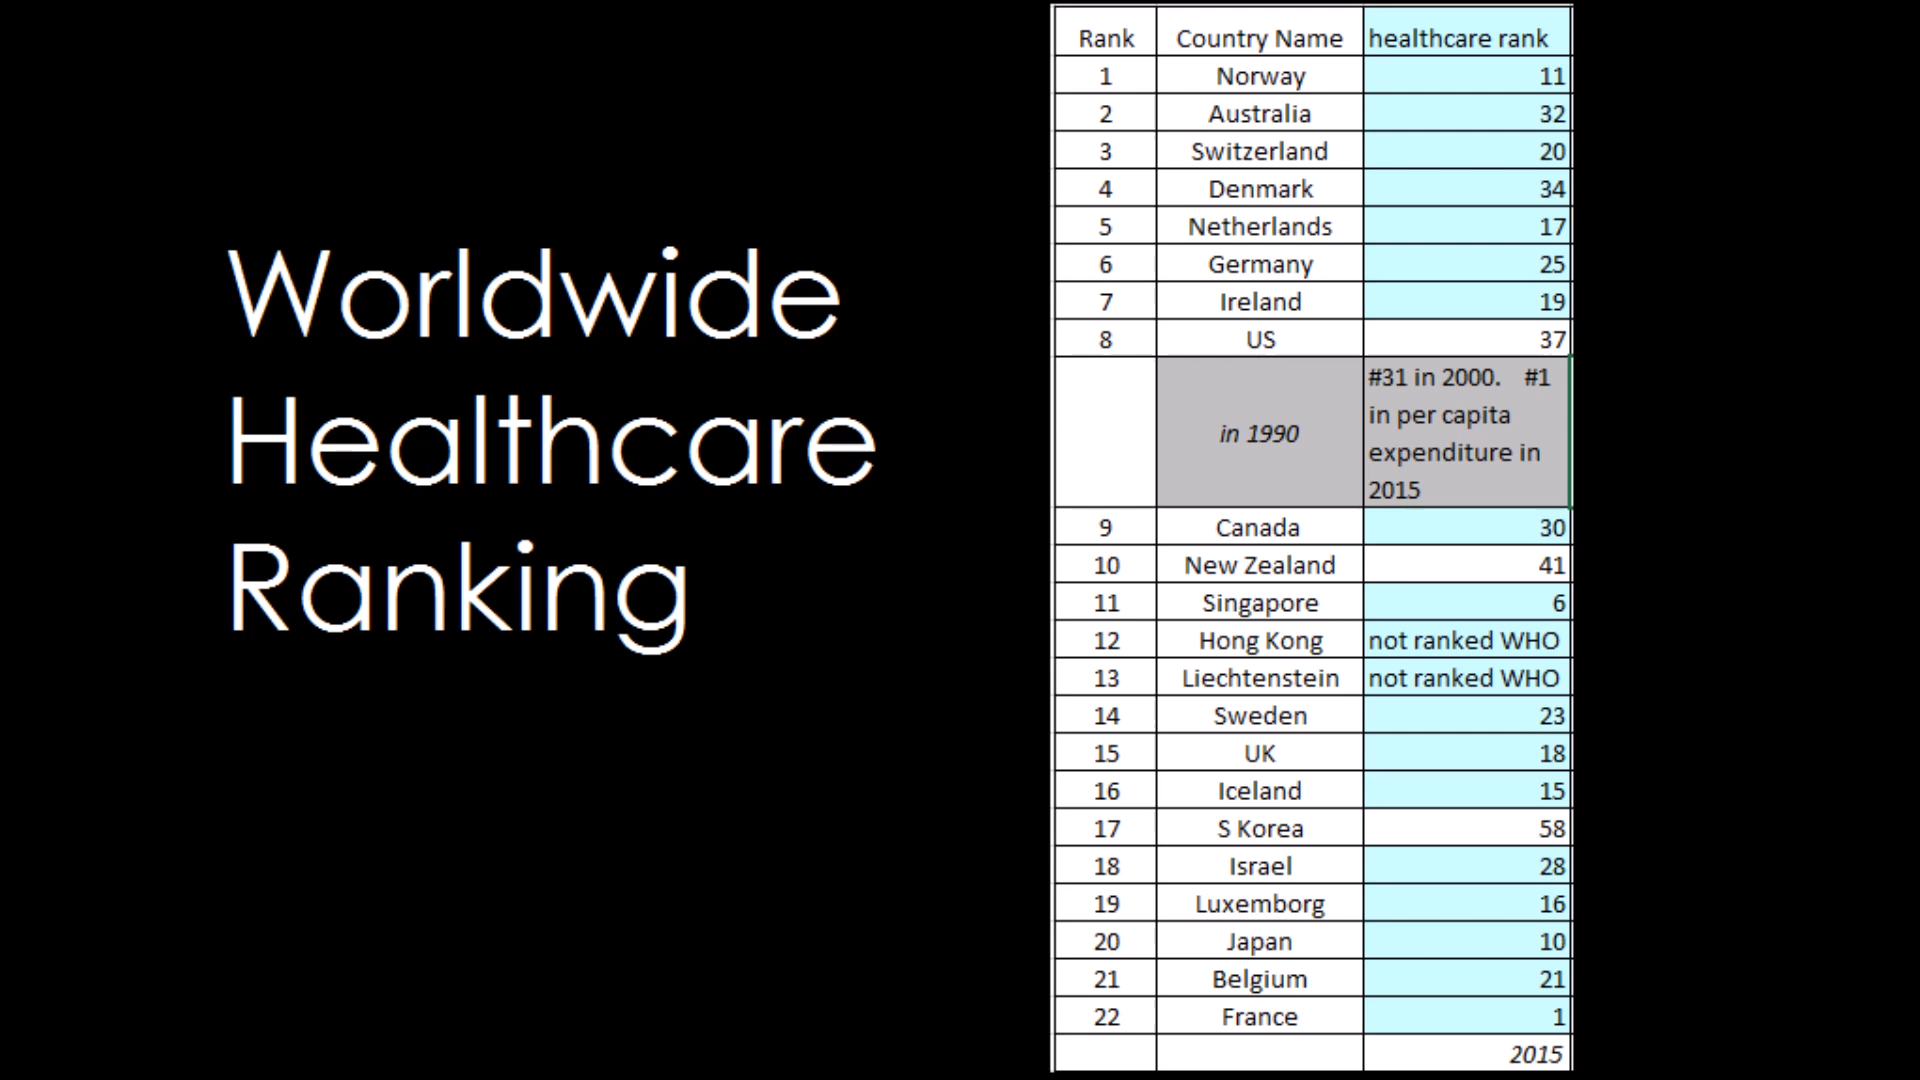 Worldwide
Healthcare
Ranking
Rank Country Name healthcare rank
1 Norway 11
2 Australia 32
3 Switzerland 20
4 Denmark 34
5 Netherlands 17
6 Germany 25
7 Ireland 19
8 US 37
in 1990 #31 in 2000. #1
in per capita
expenditure in
2015
9 Canada 30
10 New Zealand 41
11 Singapore 6
12 Hong Kong not ranked WHO
13 Liechtenstein not ranked WHO
14 Sweden 23
15 UK 18
16 Iceland 15
17 S Korea 58
18 Israel 28
19 Luxemborg 16
20 Japan 10
21 Belgium 21
22 France 1
2015